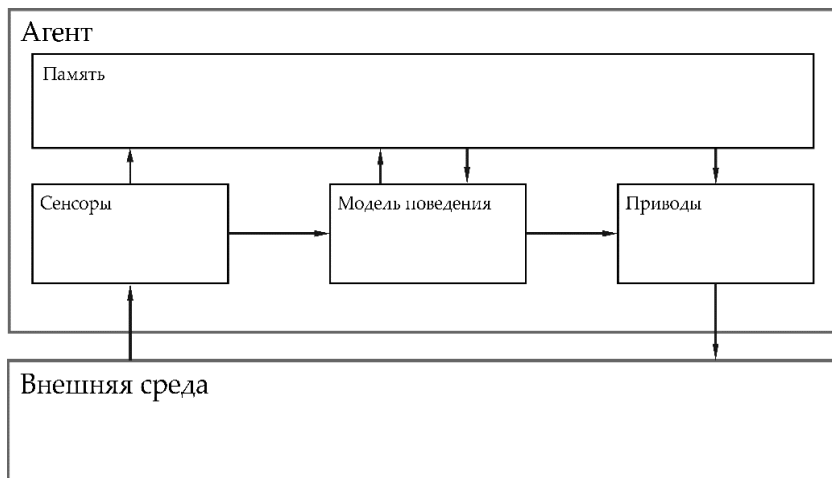 Агент
Память
Сенсоры
Модель поведения
Приводы
Внешняя среда